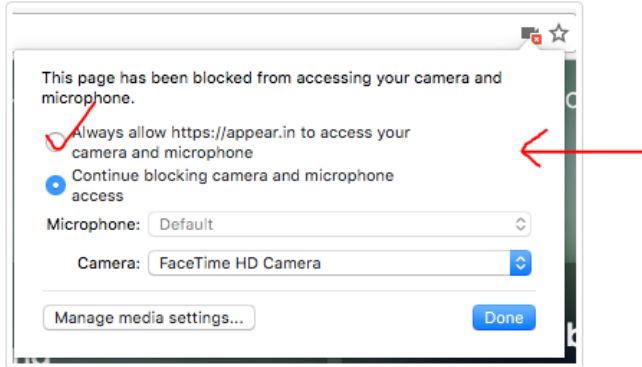 This page has been blocked from accessing your camera and
microphone.
Always allow https://appear.in to access your
camera and microphone
Continue blocking camera and microphone
access
Microphone: Default
Camera: FaceTime HD Camera
Manage media settings... Done